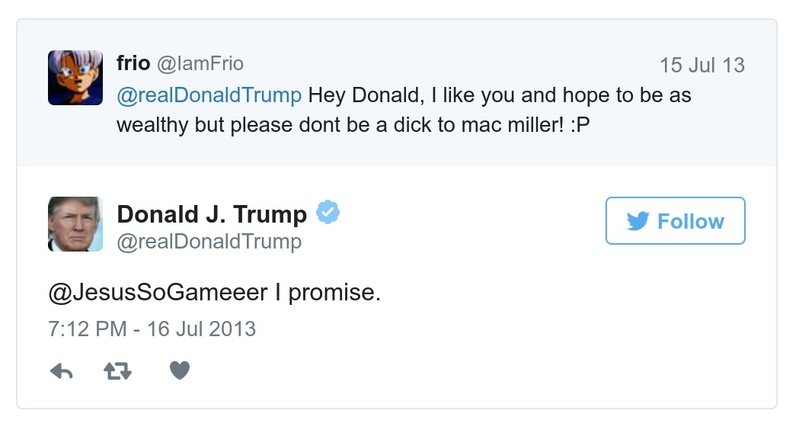 frio @IamFrio 15 Jul 13
@realDonaldTrump Hey Donald, I like you and hope to be as
wealthy but please dont be a dick to mac miller! :P
Donald J. Trump
@realDonaldTrump
Follow
@JesusSoGameeer I promise.
7:12 PM - 16 Jul 2013